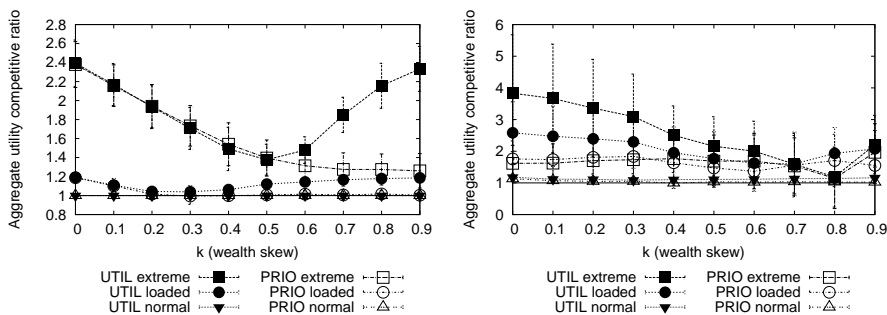 Aggregate utility competitive ratio
2.8
2.6
2.4
2.2
2
1.8
1.6
1.4
1.2
1
0.8
0 0.1 0.2 0.3 0.4 0.5 0.6 0.7 0.8 0.9
k (wealth skew)
UTIL extreme PRIO extreme
UTIL loaded PRIO loaded
UTIL normal PRIO normal
Aggregate utility competitive ratio
6
5
4
3
2
1
0
0 0.1 0.2 0.3 0.4 0.5 0.6 0.7 0.8 0.9
k (wealth skew)
UTIL extreme PRIO extreme
UTIL loaded PRIO loaded
UTIL normal PRIO normal